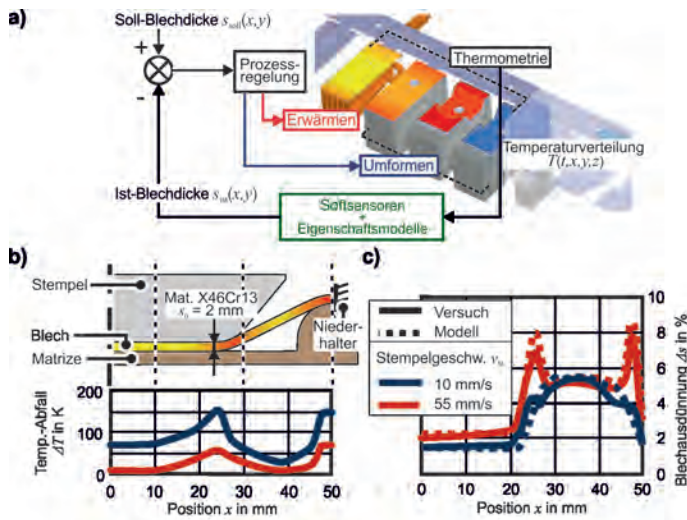 a)
Soll-Blechdicke s_soll(x,y)
+
-
Prozess-
regelung
Erwärmen
Umformen
Thermometrie
Temperaturverteilung
T(t,x,y,z)
Ist-Blechdicke s_ist(x,y)
Softsensoren
+
Eigenschaftsmodelle
b)
Stempel
Mat. X46Cr13
s₀ = 2 mm
Blech
Matrize
Nieder-
halter
Temp.-Abfall
ΔT in K
200
100
0
0 10 20 30 40 50
Position x in mm
c)
Versuch
Modell
Stempelgeschw. v_St.
10 mm/s
55 mm/s
10 %
8
6
4
2
0
Blechausdünnung Δs in %
0 10 20 30 40 50
Position x in mm